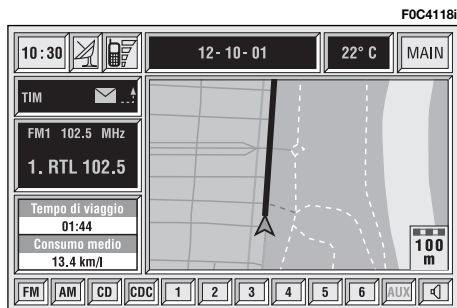 F0C4118i
10:30 12-10-01 22° C MAIN
TIM
FM1 102.5 MHz
1. RTL 102.5
Tempo di viaggio
01:44
Consumo medio
13.4 km/l
100
m
FM AM CD CDC 1 2 3 4 5 6 AUX